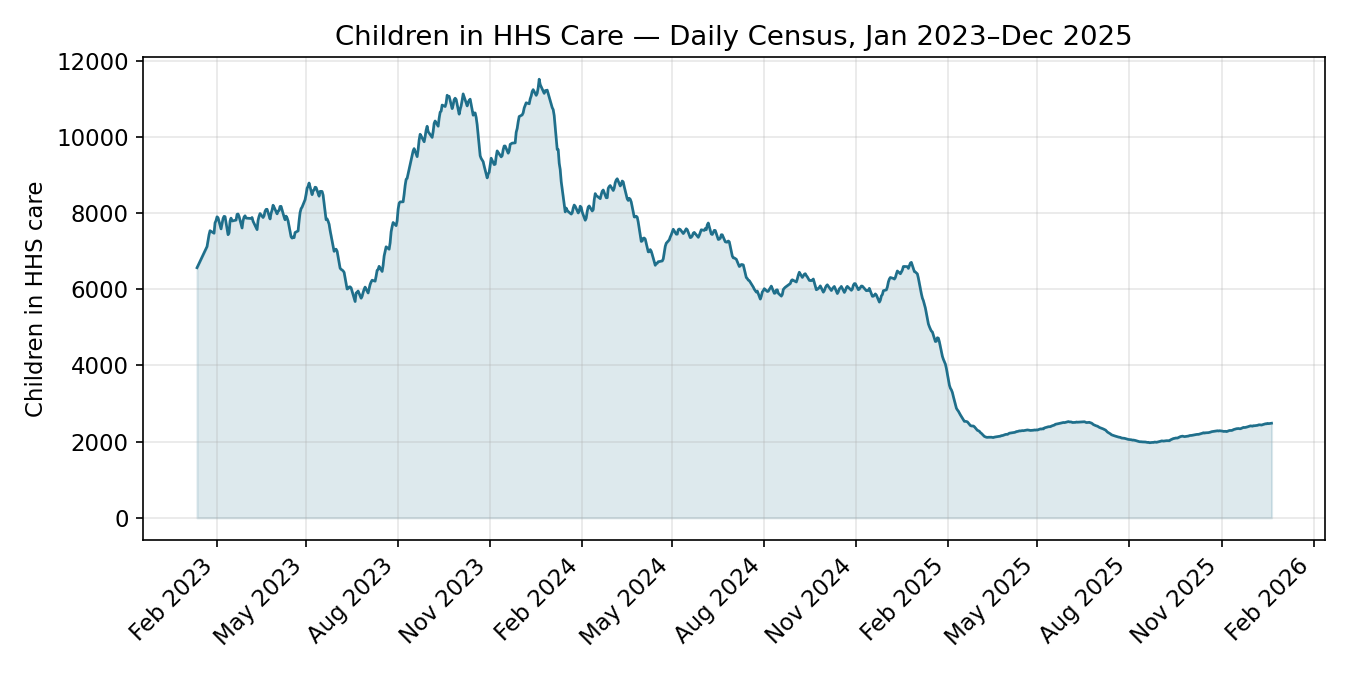 Children in HHS Care — Daily Census, Jan 2023–Dec 2025
Children in HHS care
12000
10000
8000
6000
4000
2000
0
Feb 2023
May 2023
Aug 2023
Nov 2023
Feb 2024
May 2024
Aug 2024
Nov 2024
Feb 2025
May 2025
Aug 2025
Nov 2025
Feb 2026